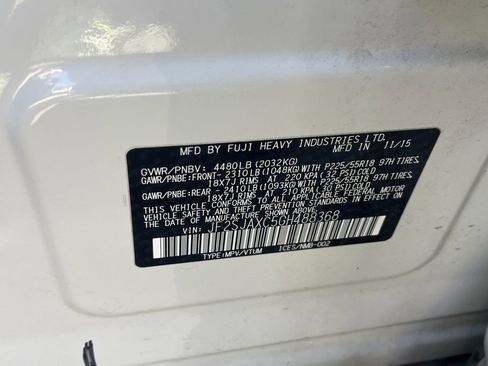 MFD BY FUJI HEAVY INDUSTRIES LTD.
MFD IN 11/15
GVWR/PNBV: 4480LB(2032KG)
GAWR/PNBE:FRONT- 2310LB(1048KG)WITH P225/55R18 97H TIRES,
18X7J RIMS AT 220 KPA(32 PSI)COLD
GAWR/PNBE:REAR -2410LB(1093KG)WITH P225/55R18 97H TIRES,
18X7J RIMS AT 210 KPA(30 PSI)COLD
THIS VEHICLE CONFORMS TO ALL APPLICABLE
FEDERAL MOTOR VEHICLE SAFETY STANDARDS IN EFFECT ON
THE DATE OF MANUFACTURE SHOWN ABOVE.
VIN: JF2SJAXC5GH488368
TYPE:MPV/VTUM ICES/NMB-002